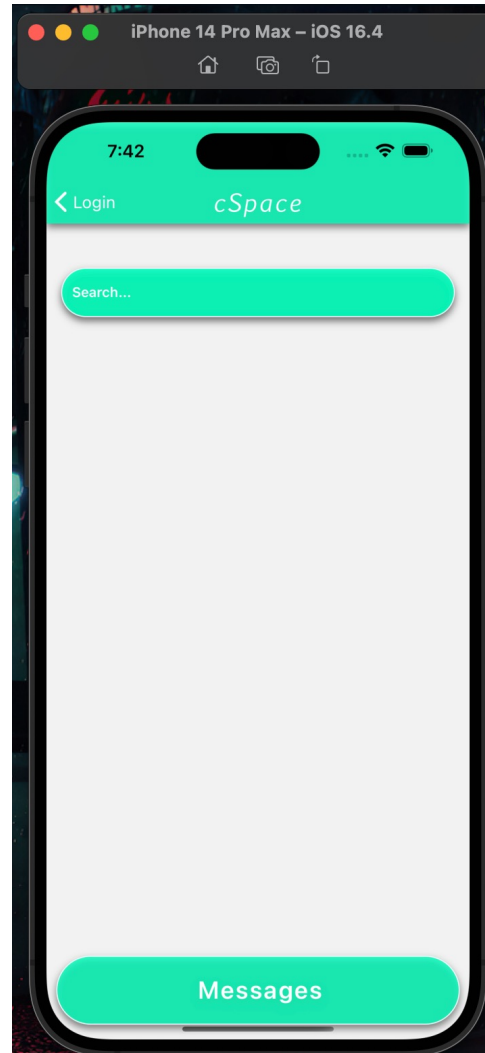 iPhone 14 Pro Max – iOS 16.4
7:42
Login
cSpace
Search...
Messages